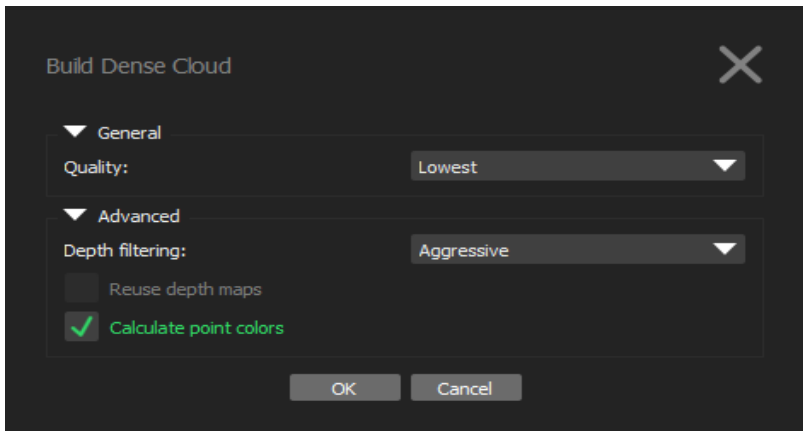 Build Dense Cloud
General
Quality: Lowest
Advanced
Depth filtering: Aggressive
Reuse depth maps
Calculate point colors
OK Cancel